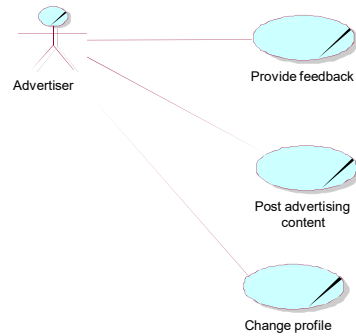 Provide feedback
Advertiser
Post advertising
content
Change profile